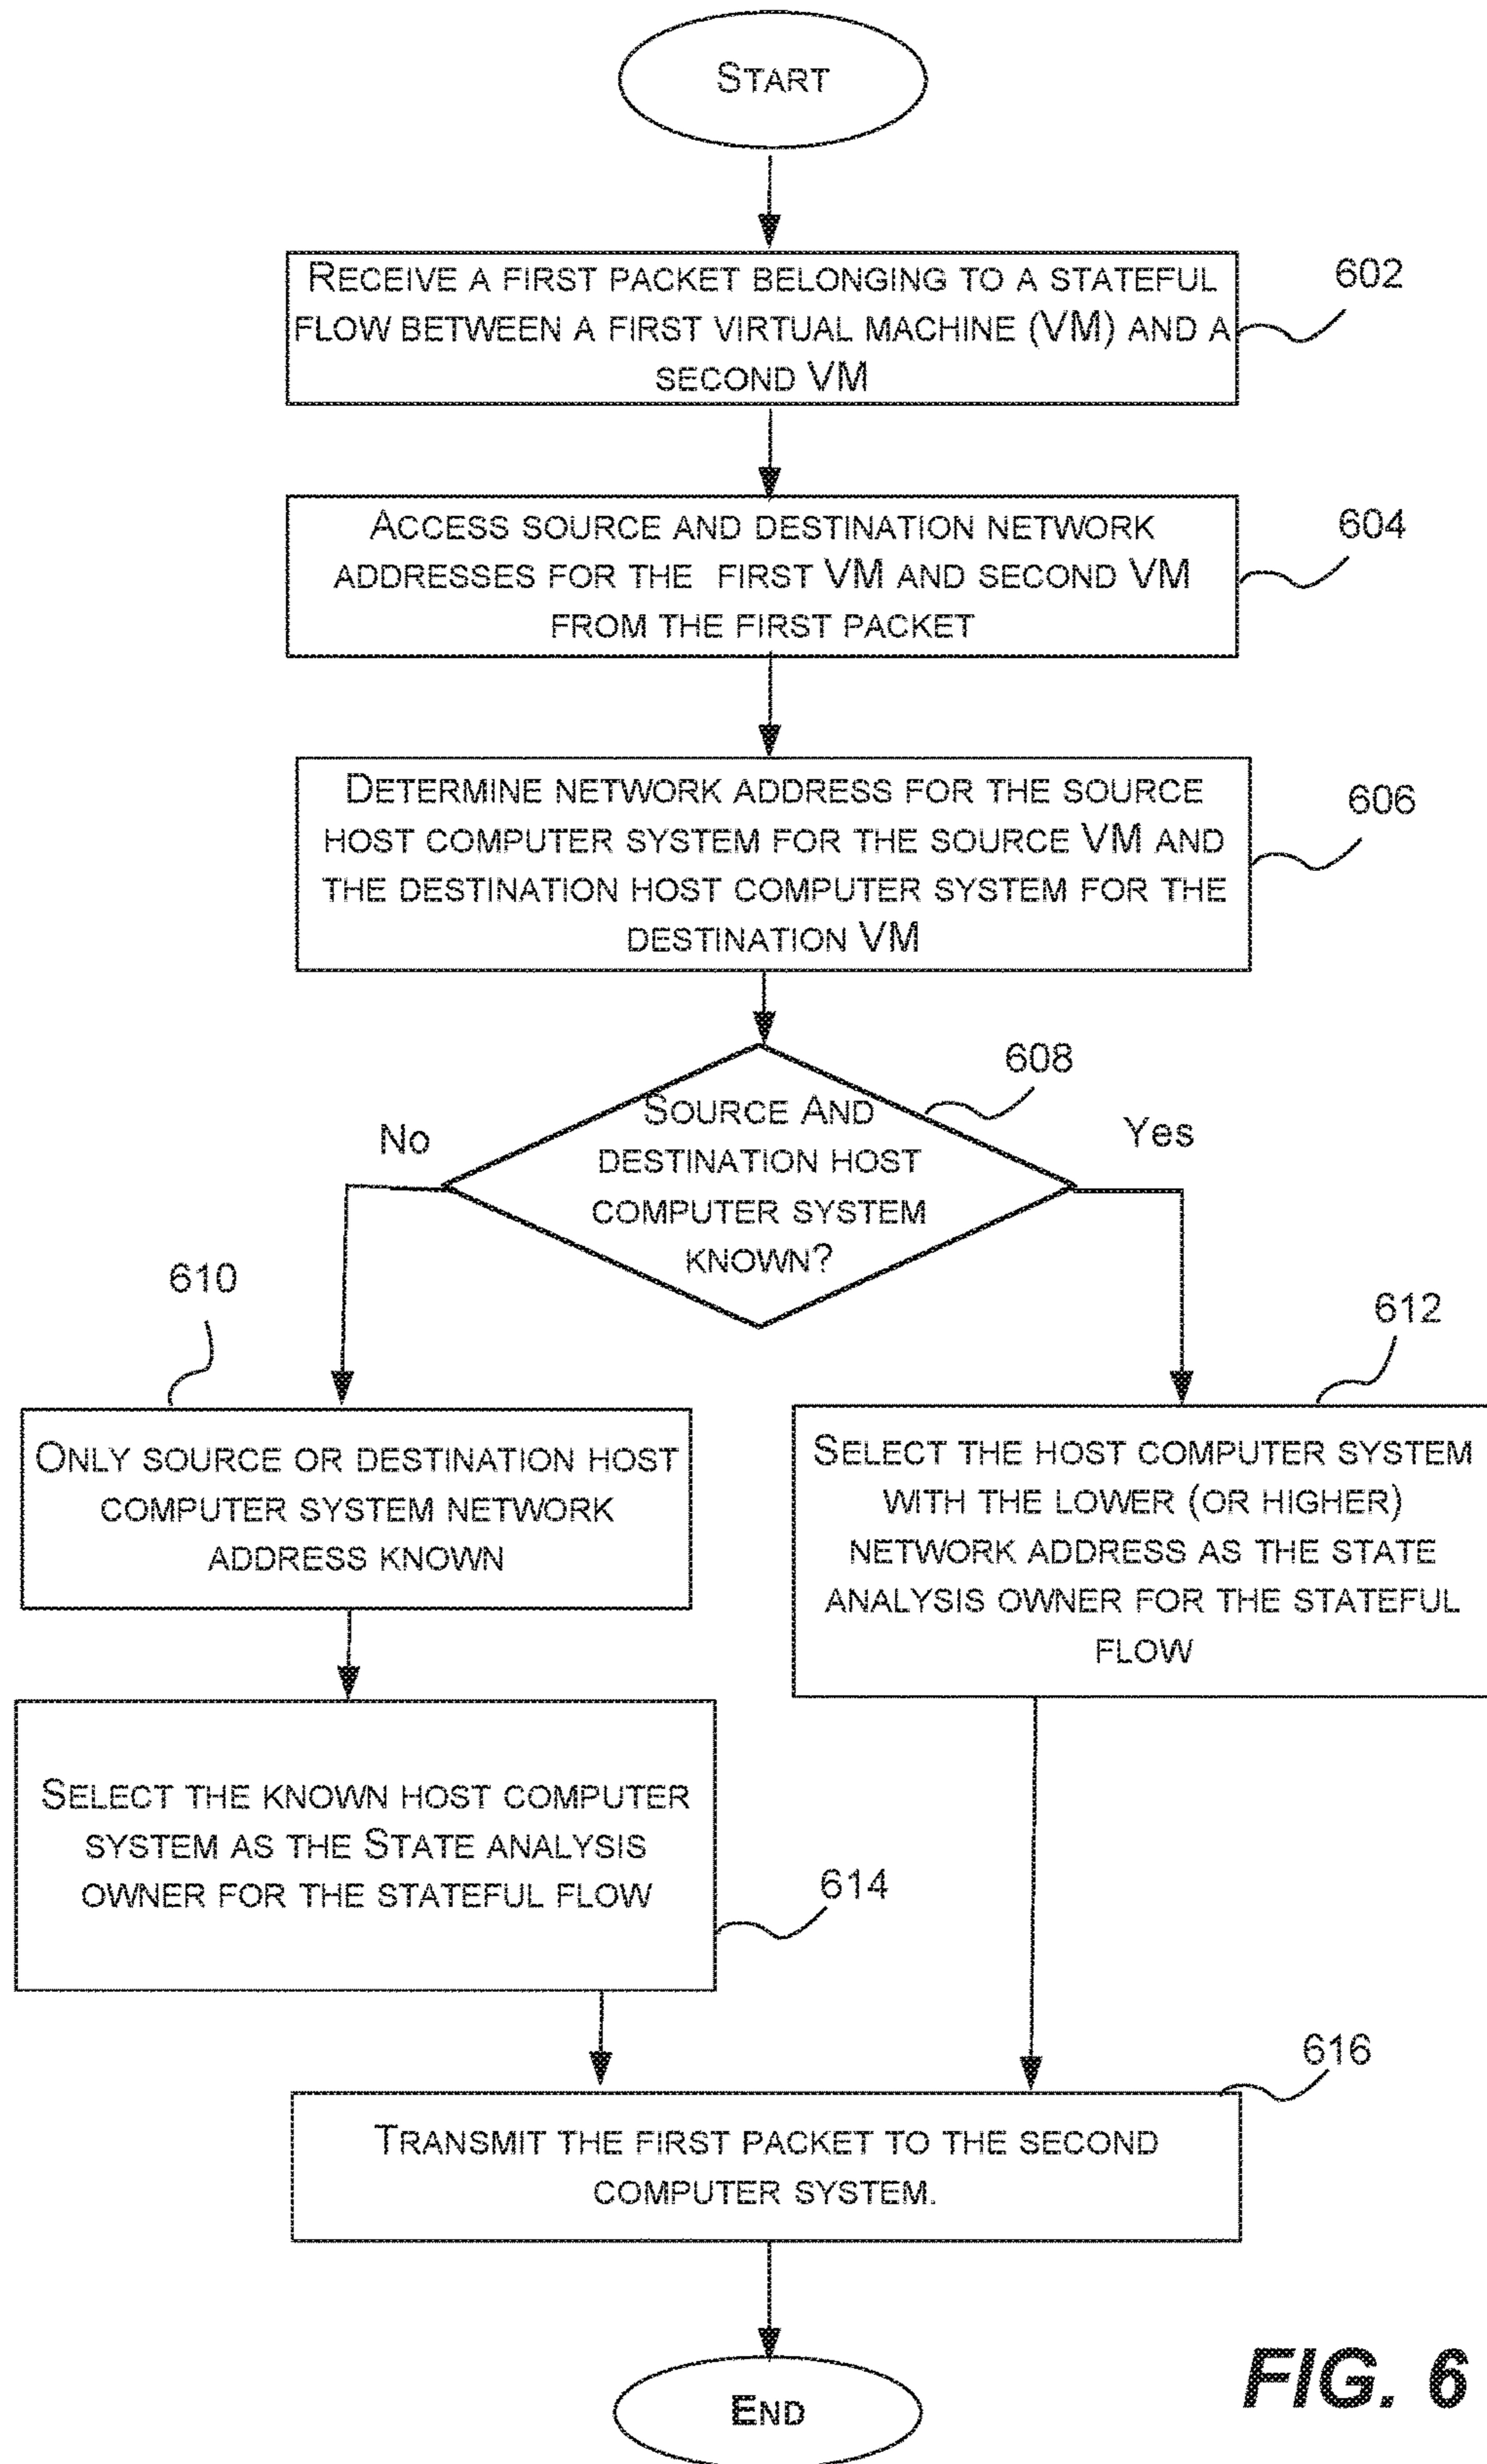 START
RECEIVE A FIRST PACKET BELONGING TO A STATEFUL
FLOW BETWEEN A FIRST VIRTUAL MACHINE (VM) AND A
SECOND VM
602
ACCESS SOURCE AND DESTINATION NETWORK
ADDRESSES FOR THE FIRST VM AND SECOND VM
FROM THE FIRST PACKET
604
DETERMINE NETWORK ADDRESS FOR THE SOURCE
HOST COMPUTER SYSTEM FOR THE SOURCE VM AND
THE DESTINATION HOST COMPUTER SYSTEM FOR THE
DESTINATION VM
606
608
SOURCE AND
DESTINATION HOST
COMPUTER SYSTEM
KNOWN?
No
Yes
610
ONLY SOURCE OR DESTINATION HOST
COMPUTER SYSTEM NETWORK
ADDRESS KNOWN
612
SELECT THE HOST COMPUTER SYSTEM
WITH THE LOWER (OR HIGHER)
NETWORK ADDRESS AS THE STATE
ANALYSIS OWNER FOR THE STATEFUL
FLOW
SELECT THE KNOWN HOST COMPUTER
SYSTEM AS THE STATE ANALYSIS
OWNER FOR THE STATEFUL FLOW
614
616
TRANSMIT THE FIRST PACKET TO THE SECOND
COMPUTER SYSTEM.
END
FIG. 6